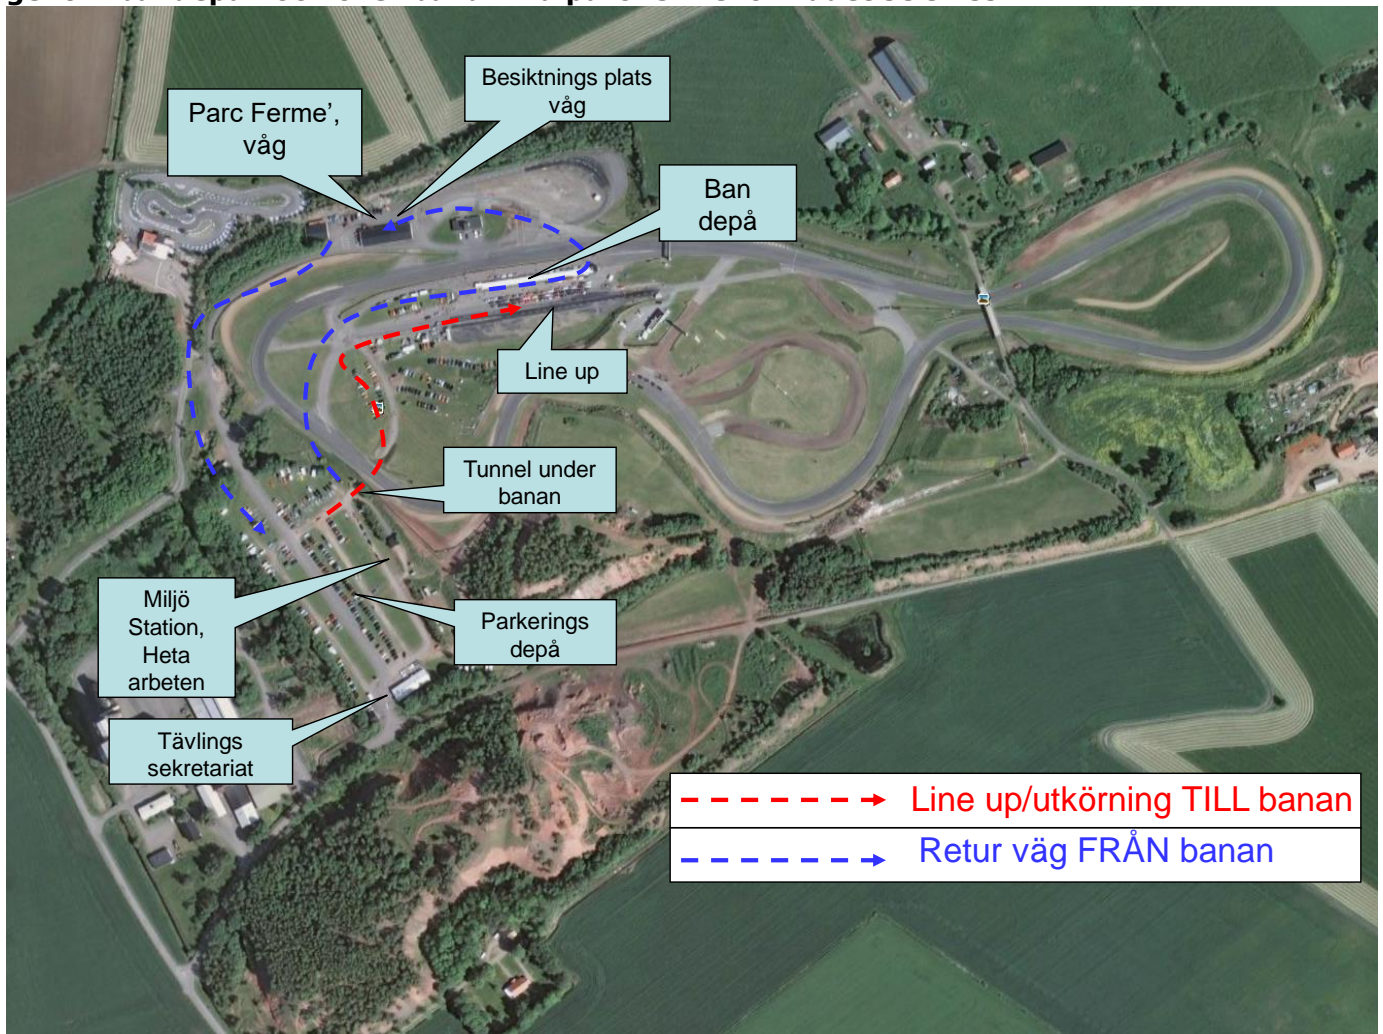 Besiktnings plats
våg
Parc Ferme’,
våg
Ban
depå
Line up
Tunnel under
banan
Miljö
Station,
Heta
arbeten
Parkerings
depå
Tävlings
sekretariat
Line up/utkörning TILL banan
Retur väg FRÅN banan